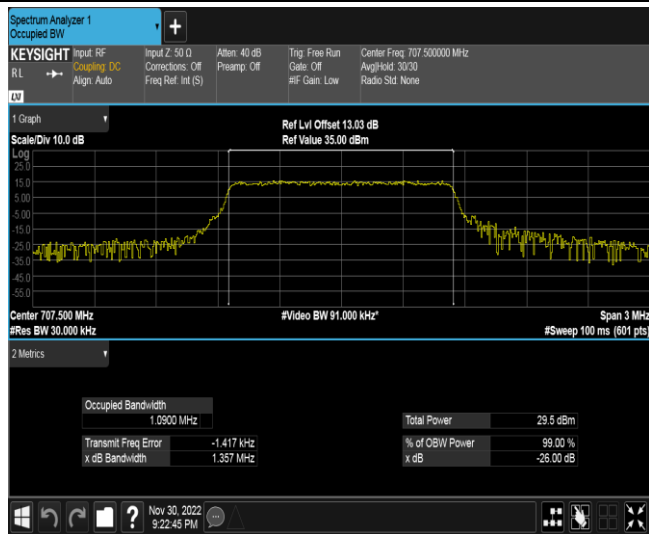 Spectrum Analyzer 1
Occupied BW
+
KEYSIGHT
RL
Input: RF
Coupling: DC
Align: Auto
Input Z: 50 Ω
Corrections: Off
Freq Ref: Int (S)
Atten: 40 dB
Preamp: Off
Trig: Free Run
Gate: Off
#IF Gain: Low
Center Freq: 707.500000 MHz
Avg|Hold: 30/30
Radio Std: None
LXI
1 Graph
Scale/Div 10.0 dB
Ref Lvl Offset 13.03 dB
Ref Value 35.00 dBm
Log
25.0
15.0
5.00
-5.00
-15.0
-25.0
-35.0
-45.0
-55.0
Center 707.500 MHz
#Res BW 30.000 kHz
#Video BW 91.000 kHz*
Span 3 MHz
#Sweep 100 ms (601 pts)
2 Metrics
Occupied Bandwidth
1.0900 MHz
Transmit Freq Error -1.417 kHz
x dB Bandwidth 1.357 MHz
Total Power 29.5 dBm
% of OBW Power 99.00 %
x dB -26.00 dB
?
Nov 30, 2022
9:22:45 PM